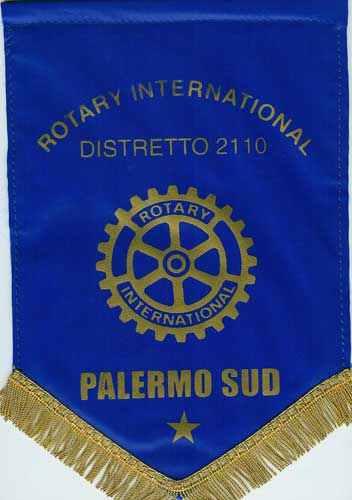 ROTARY INTERNATIONAL
DISTRETTO 2110
ROTARY
INTERNATIONAL
PALERMO SUD